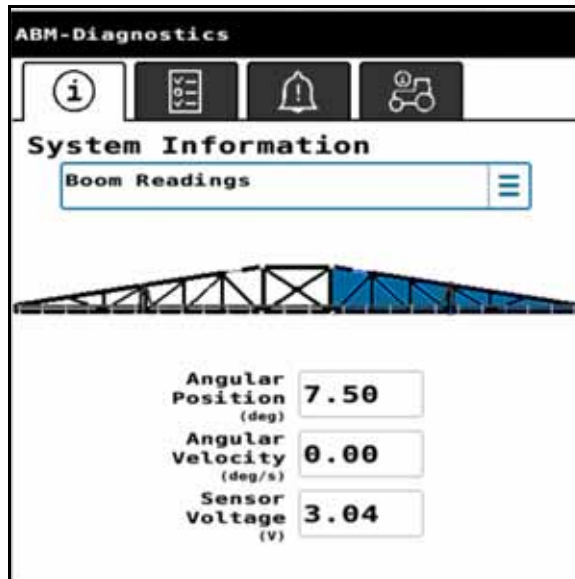 ABM-Diagnostics
System Information
Boom Readings
Angular
Position
(deg)
7.50
Angular
Velocity
(deg/s)
0.00
Sensor
Voltage
(V)
3.04